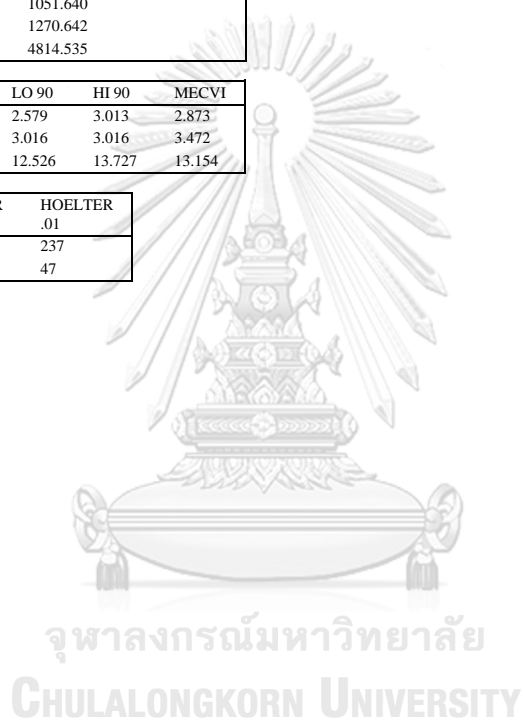 1051.640
1270.642
4814.535
LO 90 HI 90 MECVI
2.579 3.013 2.873
3.016 3.016 3.472
12.526 13.727 13.154
R HOELTER
.01
237
47
จุฬาลงกรณ์มหาวิทยาลัย
CHULALONGKORN UNIVERSITY